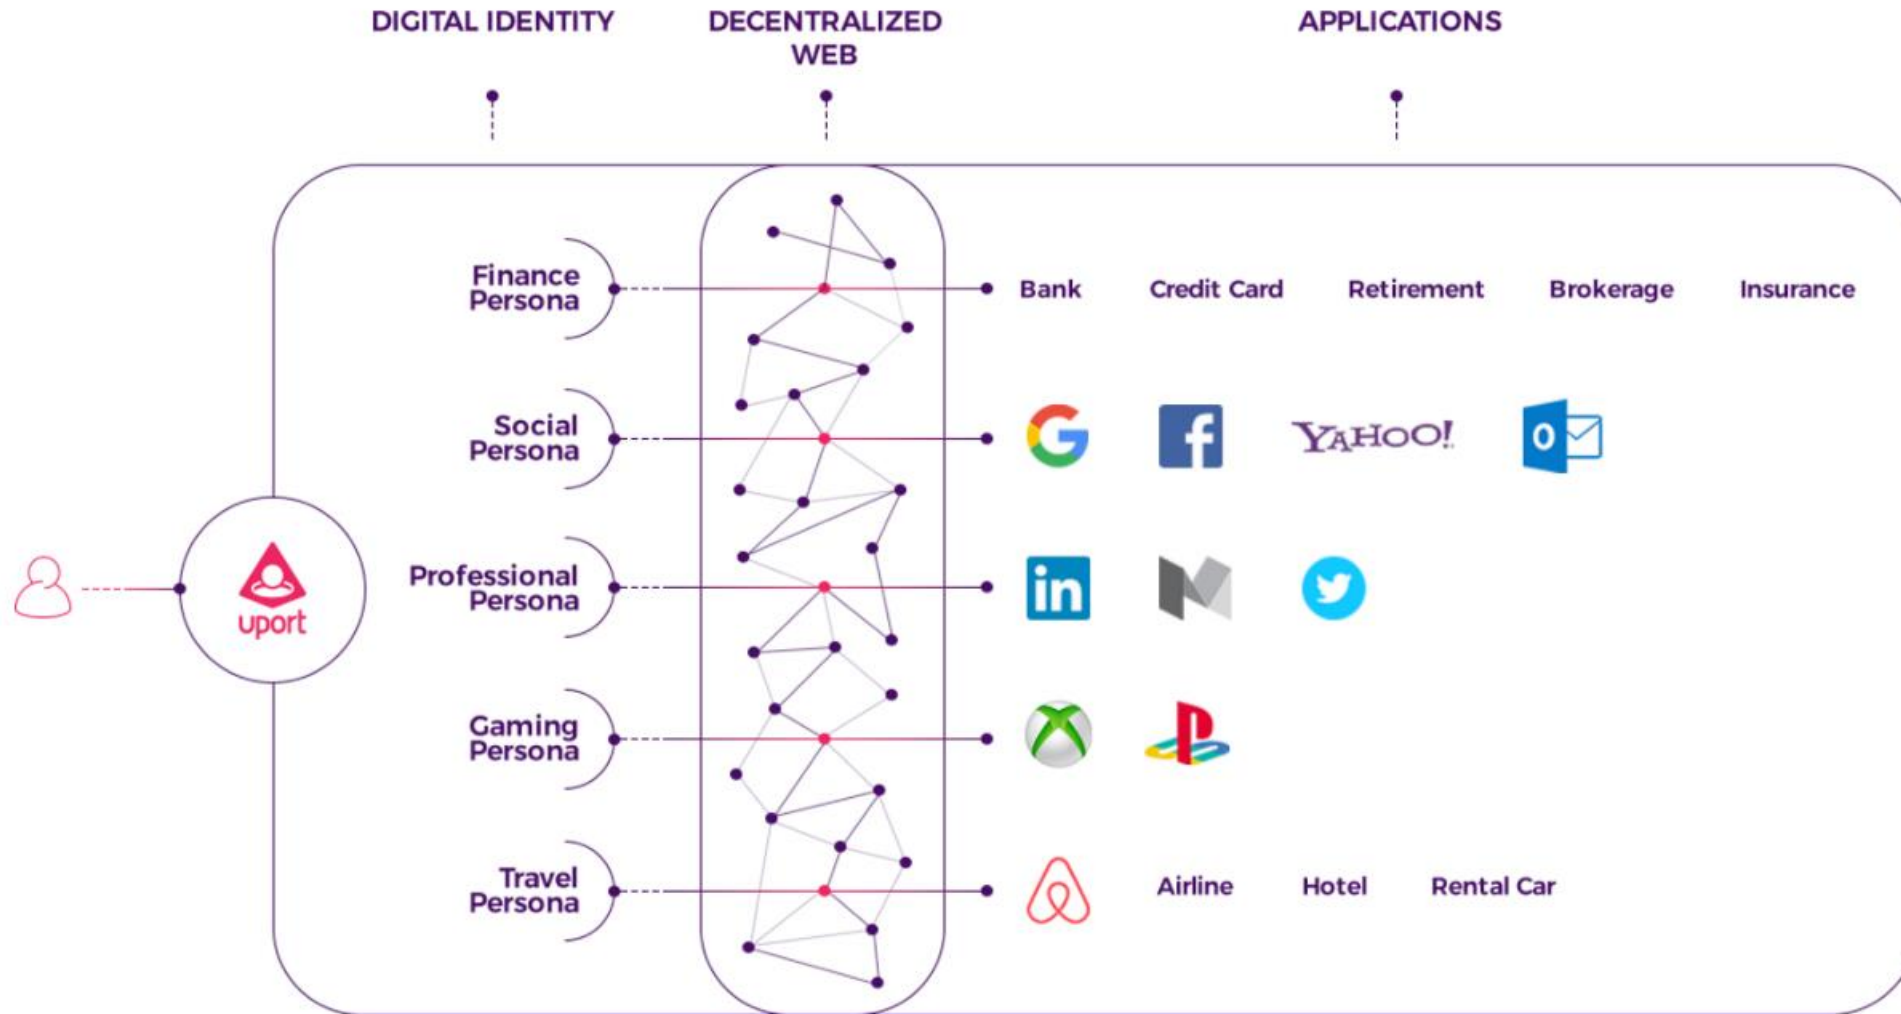 DIGITAL IDENTITY
DECENTRALIZED
WEB
APPLICATIONS
Finance
Persona
Bank
Credit Card
Retirement
Brokerage
Insurance
Social
Persona
G
f
YAHOO!
O
uport
Professional
Persona
in
Gaming
Persona
Travel
Persona
Airline
Hotel
Rental Car